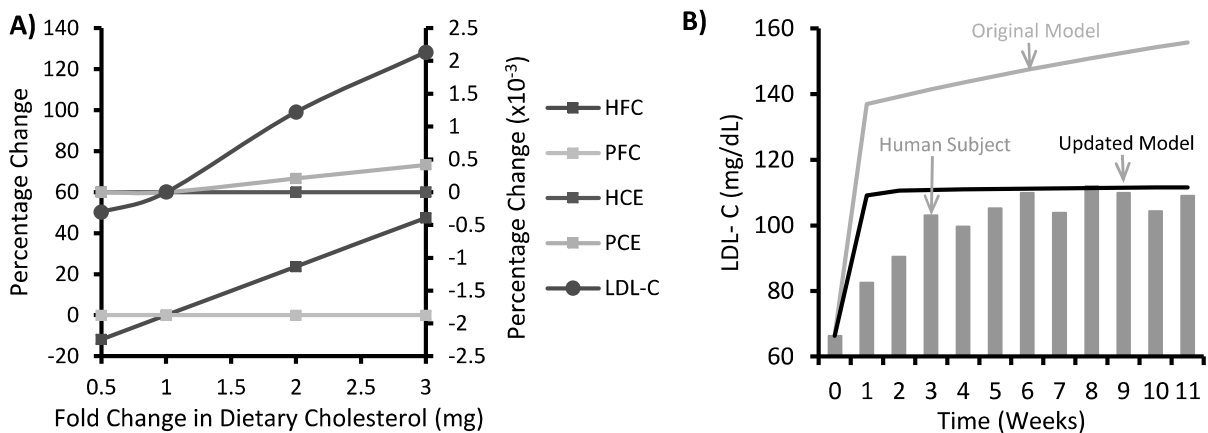 A)
Percentage Change
140
120
100
80
60
40
20
0
-20
2.5
2
1.5
1
0.5
0
-0.5
-1
-1.5
-2
-2.5
Percentage Change (x10⁻³)
0.5
1
1.5
2
2.5
3
Fold Change in Dietary Cholesterol (mg)
HFC
PFC
HCE
PCE
LDL-C
B)
LDL- C (mg/dL)
160
140
120
100
80
60
Original Model
Human Subject
Updated Model
0 1 2 3 4 5 6 7 8 9 10 11
Time (Weeks)